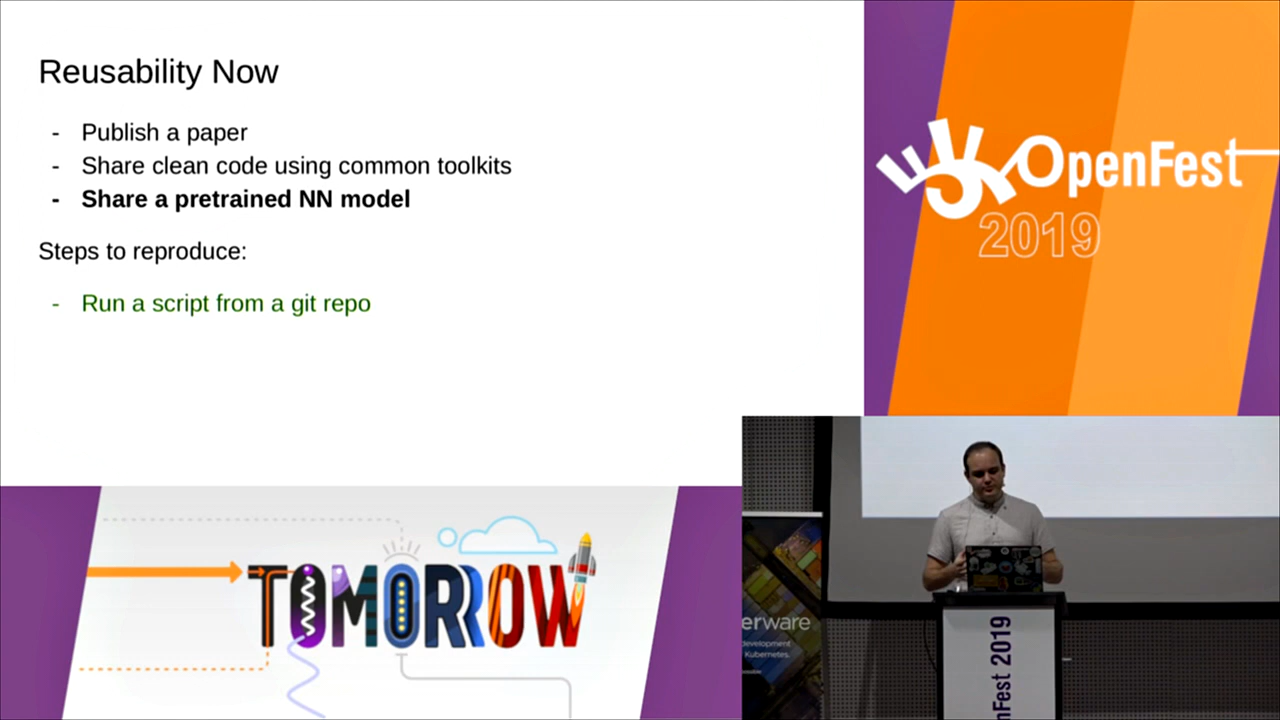 Reusability Now
- Publish a paper
- Share clean code using common toolkits
- Share a pretrained NN model
Steps to reproduce:
- Run a script from a git repo
OpenFest
2019
TOMORROW
erware
development
Kubernetes.
nFest 2019